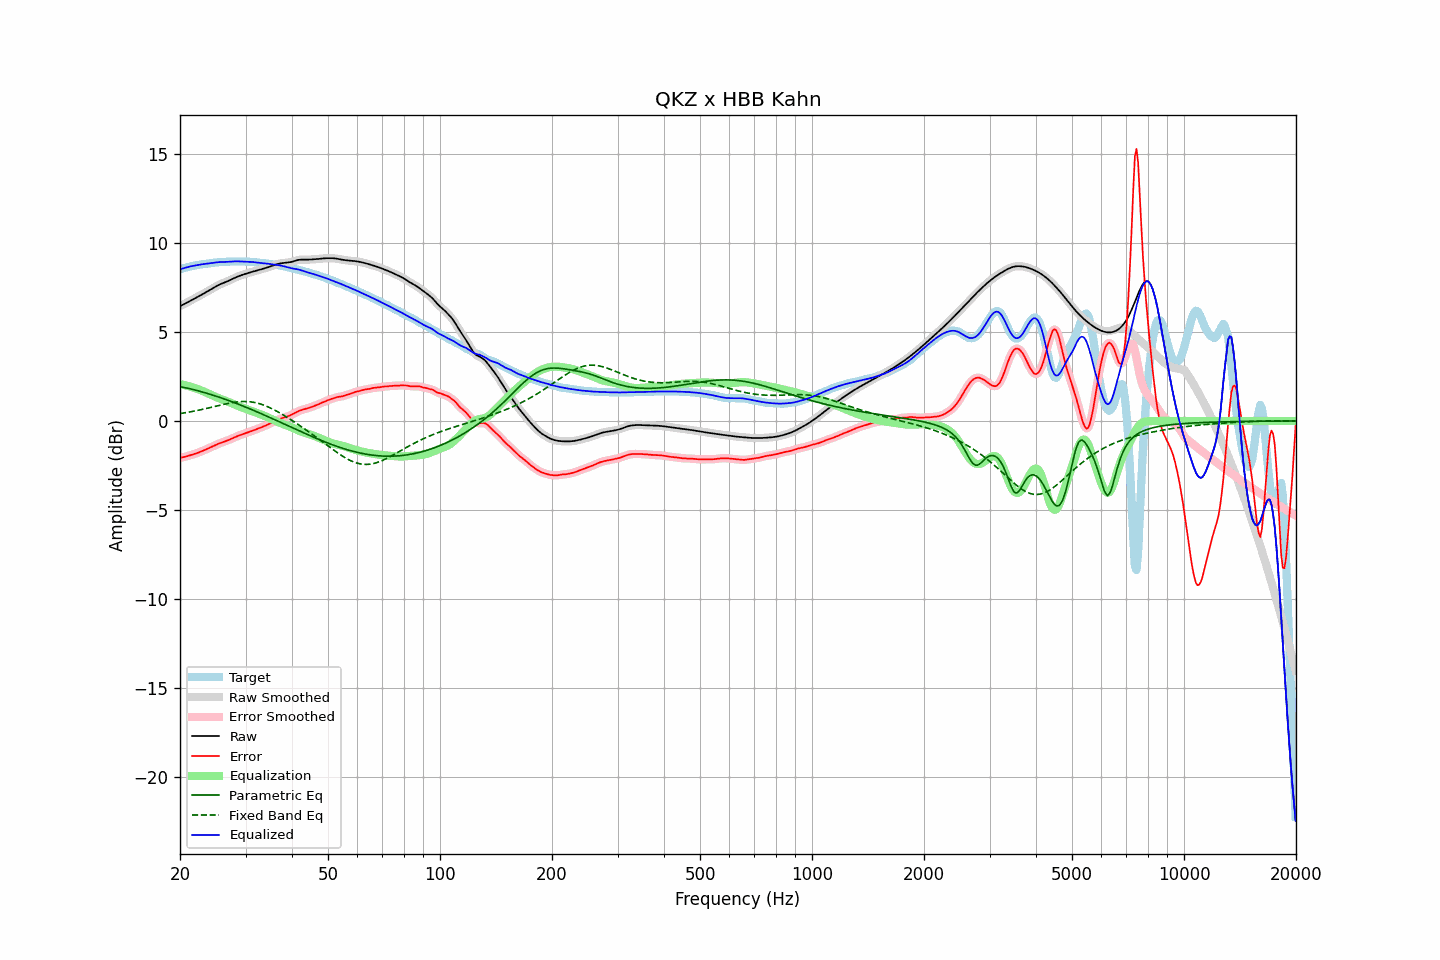 QKZ x HBB Kahn
Amplitude (dBr)
15
10
5
0
−5
−10
−15
−20
Target
Raw Smoothed
Error Smoothed
Raw
Error
Equalization
Parametric Eq
Fixed Band Eq
Equalized
20 50 100 200 500 1000 2000 5000 10000 20000
Frequency (Hz)